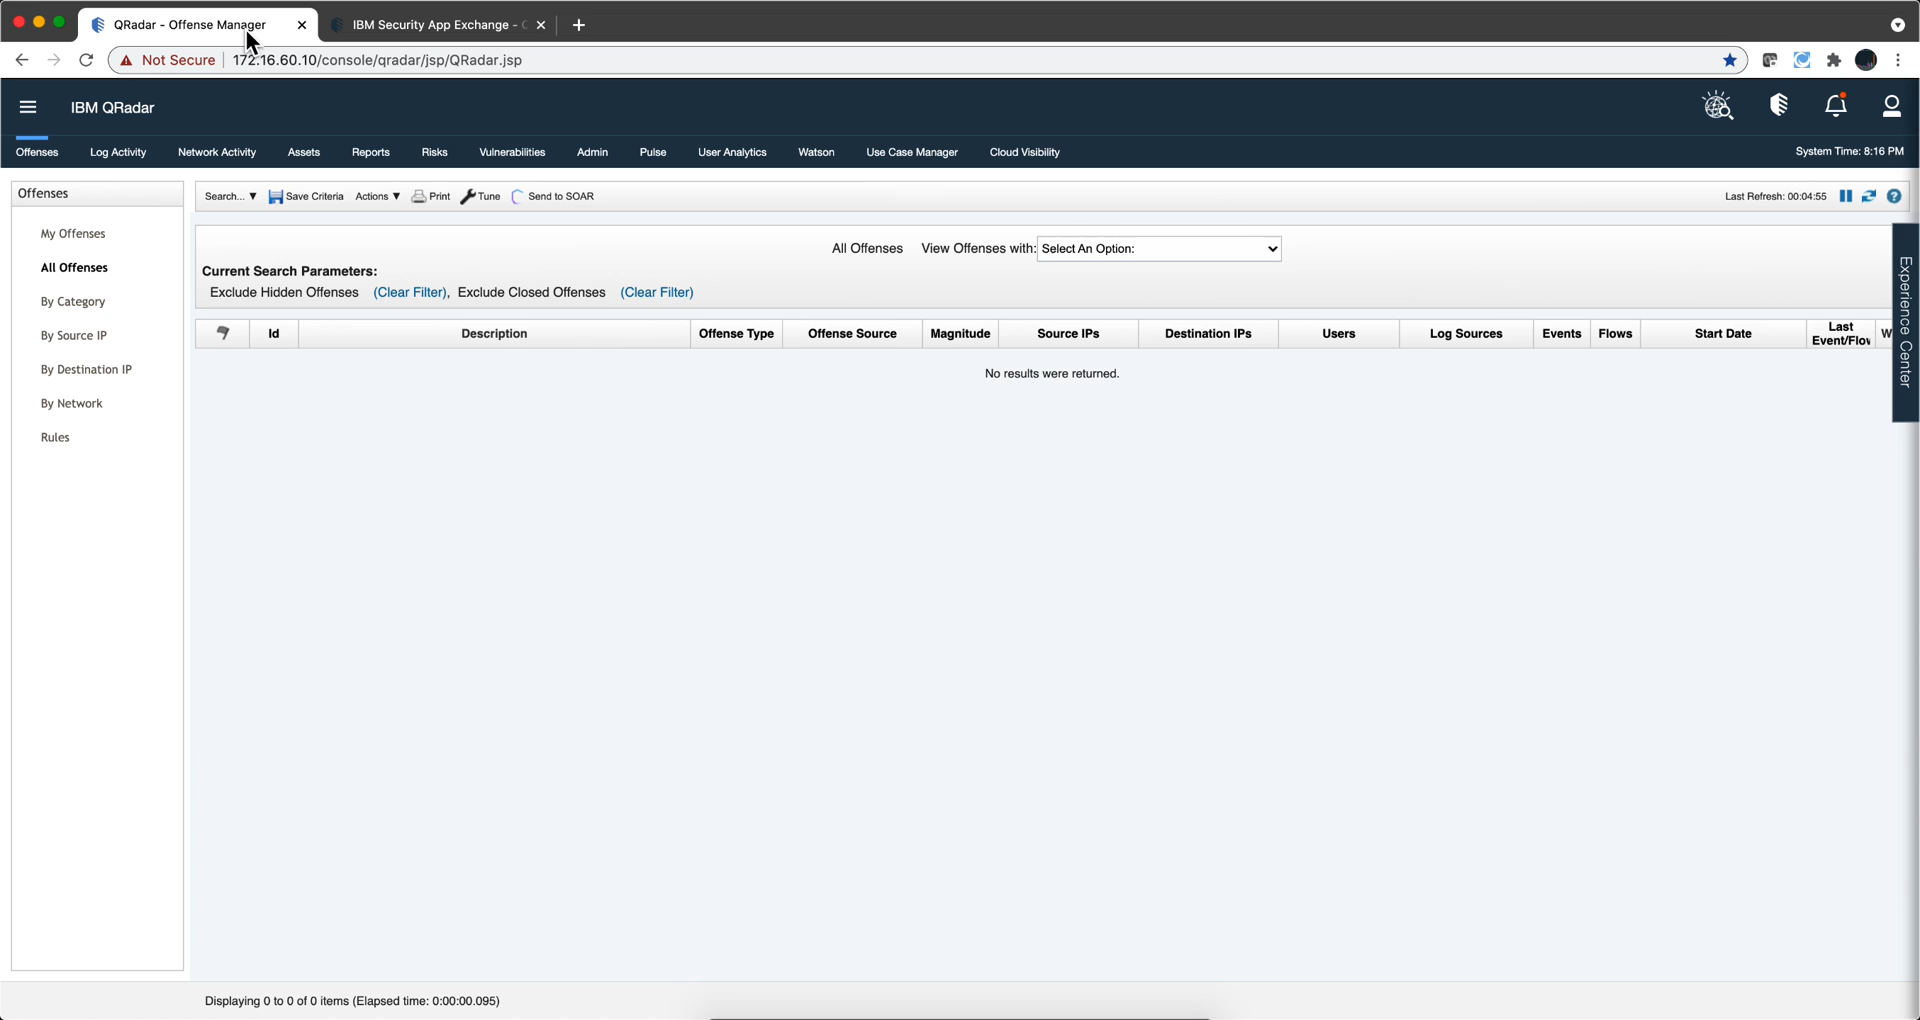 QRadar - Offense Manager
IBM Security App Exchange -
Not Secure
172.16.60.10/console/qradar/jsp/QRadar.jsp
IBM QRadar
Offenses Log Activity Network Activity Assets Reports Risks Vulnerabilities Admin Pulse User Analytics Watson Use Case Manager Cloud Visibility System Time: 8:16 PM
Offenses
My Offenses
All Offenses
By Category
By Source IP
By Destination IP
By Network
Rules
Search... ▼ Save Criteria Actions ▼ Print Tune Send to SOAR Last Refresh: 00:04:55
All Offenses View Offenses with: Select An Option:
Current Search Parameters:
Exclude Hidden Offenses (Clear Filter), Exclude Closed Offenses (Clear Filter)
Id Description Offense Type Offense Source Magnitude Source IPs Destination IPs Users Log Sources Events Flows Start Date Last
Event/Flow
No results were returned.
Experience Center
Displaying 0 to 0 of 0 items (Elapsed time: 0:00:00.095)